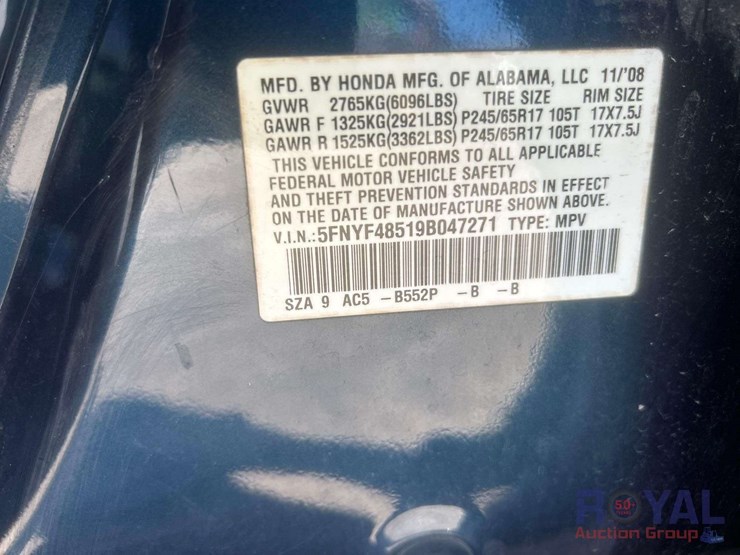 MFD. BY HONDA MFG. OF ALABAMA, LLC 11/'08
GVWR 2765KG(6096LBS) TIRE SIZE RIM SIZE
GAWR F 1325KG(2921LBS) P245/65R17 105T 17X7.5J
GAWR R 1525KG(3362LBS) P245/65R17 105T 17X7.5J
THIS VEHICLE CONFORMS TO ALL APPLICABLE
FEDERAL MOTOR VEHICLE SAFETY
AND THEFT PREVENTION STANDARDS IN EFFECT
ON THE DATE OF MANUFACTURE SHOWN ABOVE.
V.I.N.: 5FNYF48519B047271 TYPE: MPV
SZA 9 AC5 -B552P -B -B
ROYAL
Auction Group